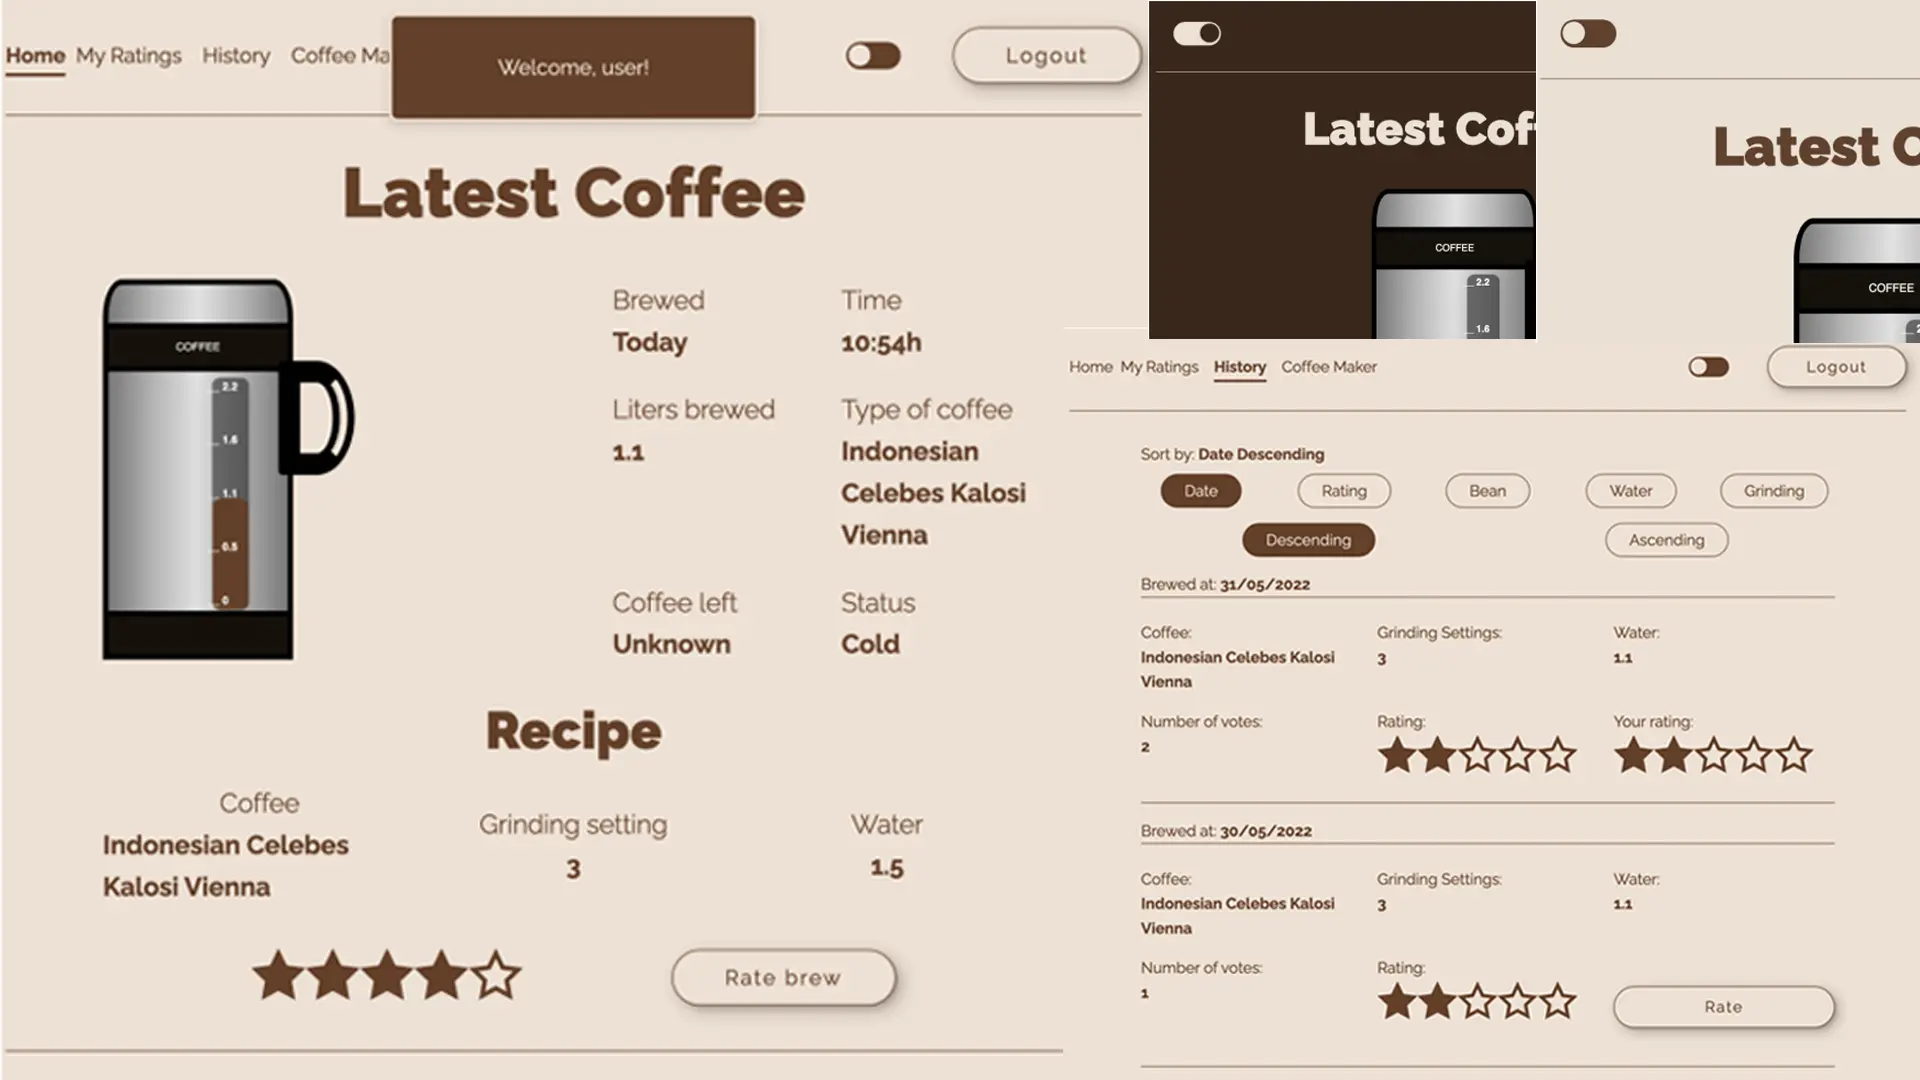 Home My Ratings History Coffee Ma
Welcome, user!
Logout
Latest Coffee
COFFEE
2.2
1.6
1.1
0.5
0
Brewed
Today
Time
10:54h
Liters brewed
1.1
Type of coffee
Indonesian
Celebes Kalosi
Vienna
Coffee left
Unknown
Status
Cold
Recipe
Coffee
Indonesian Celebes
Kalosi Vienna
Grinding setting
3
Water
1.5
Rate brew
Latest Cof
COFFEE
2.2
1.6
Latest C
COFFEE
2
Home My Ratings History Coffee Maker
Logout
Sort by: Date Descending
Date Rating Bean Water Grinding
Descending Ascending
Brewed at: 31/05/2022
Coffee:
Indonesian Celebes Kalosi
Vienna
Grinding Settings:
3
Water:
1.1
Number of votes:
2
Rating:
Your rating:
Brewed at: 30/05/2022
Coffee:
Indonesian Celebes Kalosi
Vienna
Grinding Settings:
3
Water:
1.1
Number of votes:
1
Rating:
Rate